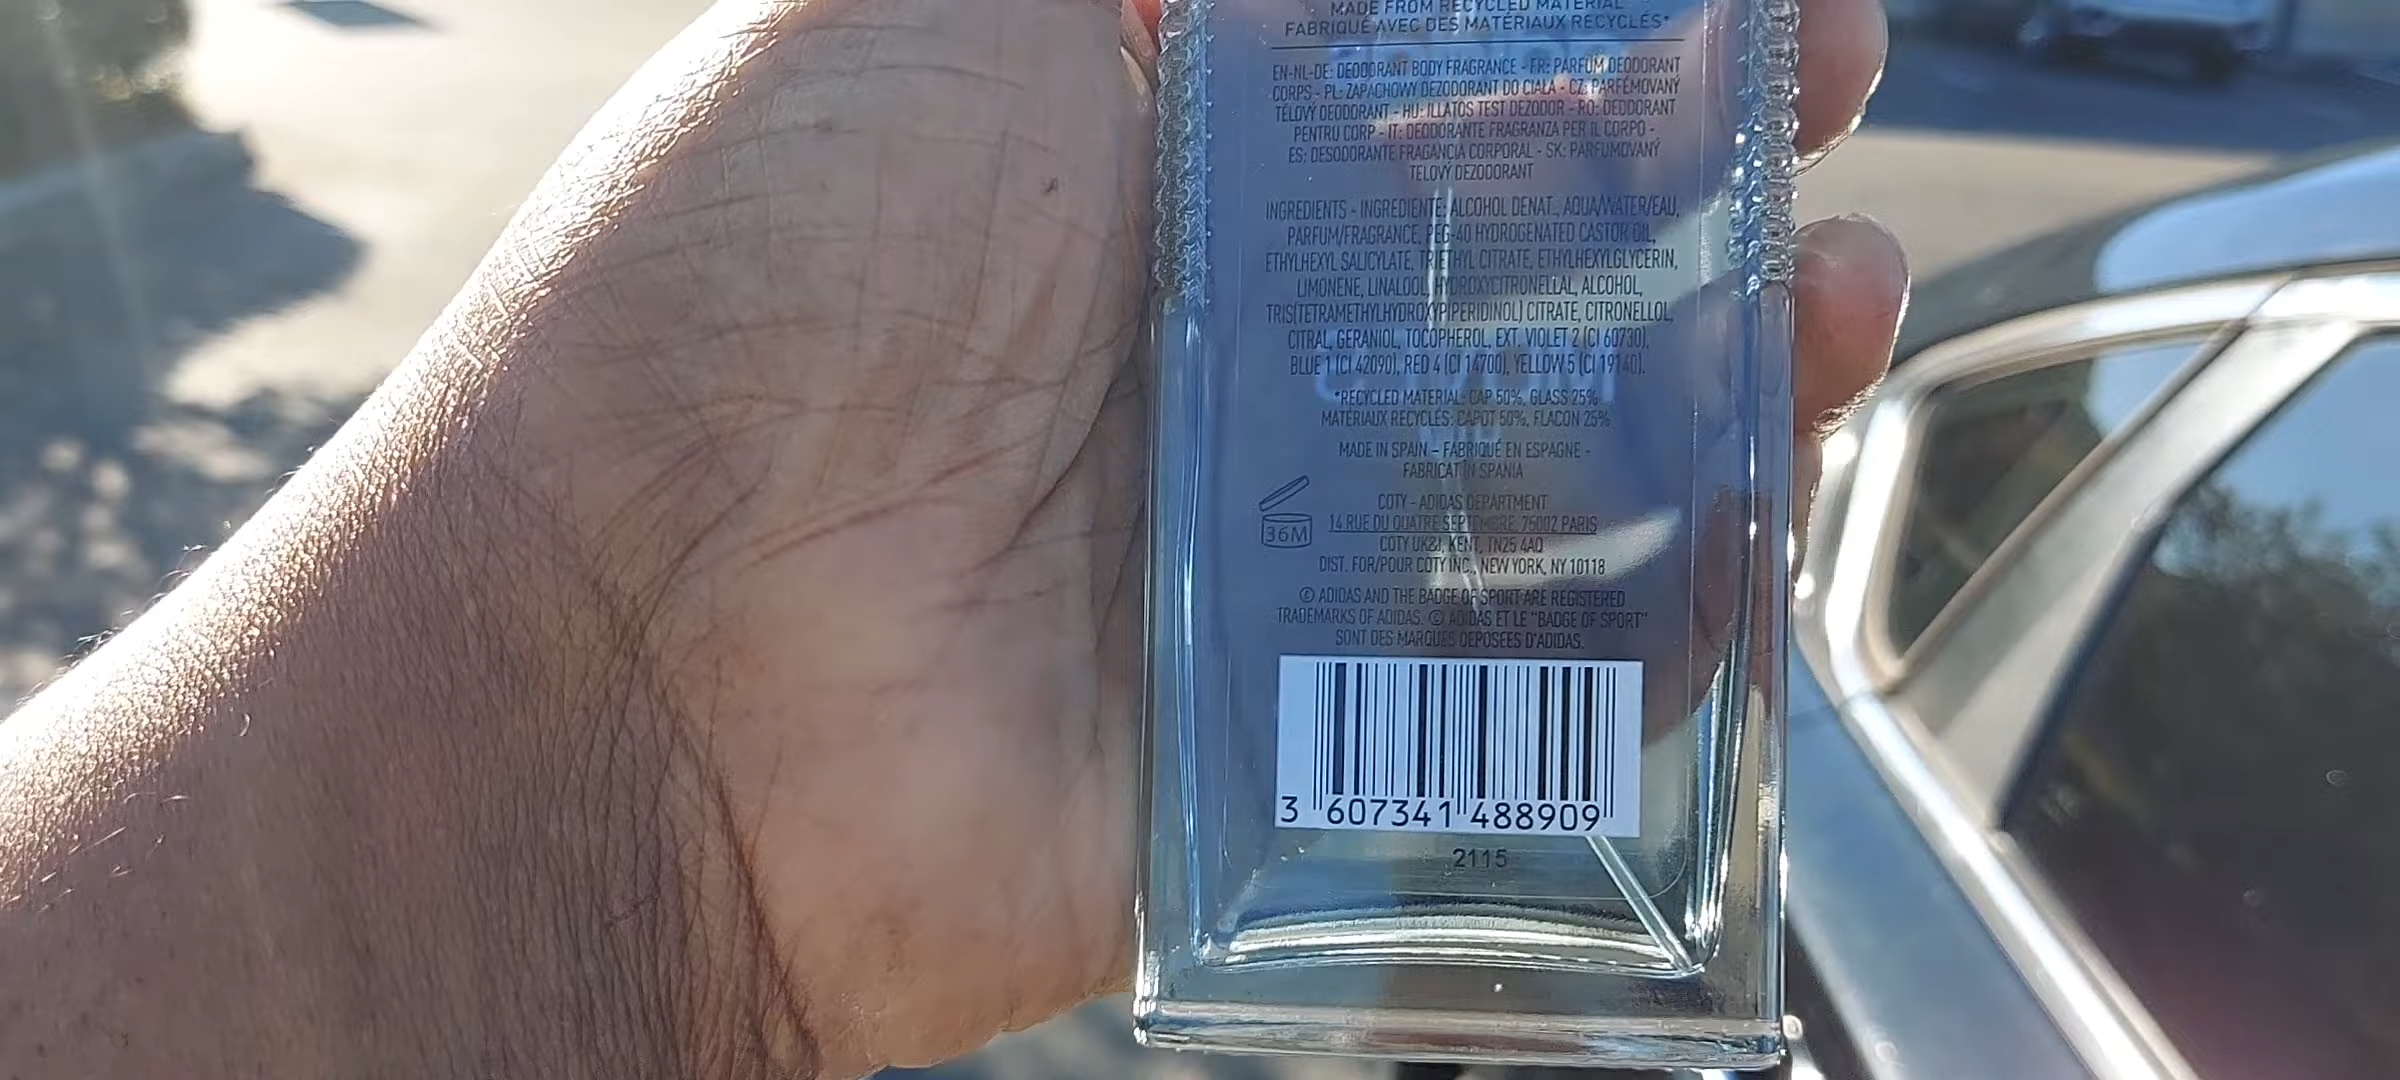 MADE FROM RECYCLED MATERIAL*
FABRIQUÉ AVEC DES MATÉRIAUX RECYCLÉS*
EN-NL-DE: DEODORANT BODY FRAGRANCE - FR: PARFUM DEODORANT
CORPS - PL: ZAPACHOWY DEZODORANT DO CIAŁA - CZ: PARFÉMOVANÝ
TĚLOVÝ DEODORANT - HU: ILLATOS TEST DEZODOR - RO: DEODORANT
PENTRU CORP - IT: DEODORANTE FRAGRANZA PER IL CORPO -
ES: DESODORANTE FRAGANCIA CORPORAL - SK: PARFUMOVANÝ
TELOVÝ DEZODORANT
INGREDIENTS - INGREDIENTE: ALCOHOL DENAT., AQUA/WATER/EAU,
PARFUM/FRAGRANCE, PEG-40 HYDROGENATED CASTOR OIL,
ETHYLHEXYL SALICYLATE, TRIETHYL CITRATE, ETHYLHEXYLGLYCERIN,
LIMONENE, LINALOOL, HYDROXYCITRONELLAL, ALCOHOL,
TRIS(TETRAMETHYLHYDROXYPIPERIDINOL) CITRATE, CITRONELLOL,
CITRAL, GERANIOL, TOCOPHEROL, EXT. VIOLET 2 (CI 60730),
BLUE 1 (CI 42090), RED 4 (CI 14700), YELLOW 5 (CI 19140).
*RECYCLED MATERIAL: CAP 50%, GLASS 25%
MATÉRIAUX RECYCLÉS: CAPOT 50%, FLACON 25%
MADE IN SPAIN – FABRIQUÉ EN ESPAGNE -
FABRICAT ÎN SPANIA
36M
COTY - ADIDAS DEPARTMENT
14 RUE DU QUATRE SEPTEMBRE, 75002 PARIS
COTY UK&I, KENT, TN25 4AQ
DIST. FOR/POUR COTY INC., NEW YORK, NY 10118
© ADIDAS AND THE BADGE OF SPORT ARE REGISTERED
TRADEMARKS OF ADIDAS. © ADIDAS ET LE "BADGE OF SPORT"
SONT DES MARQUES DÉPOSÉES D'ADIDAS.
3 607341 488909
2115